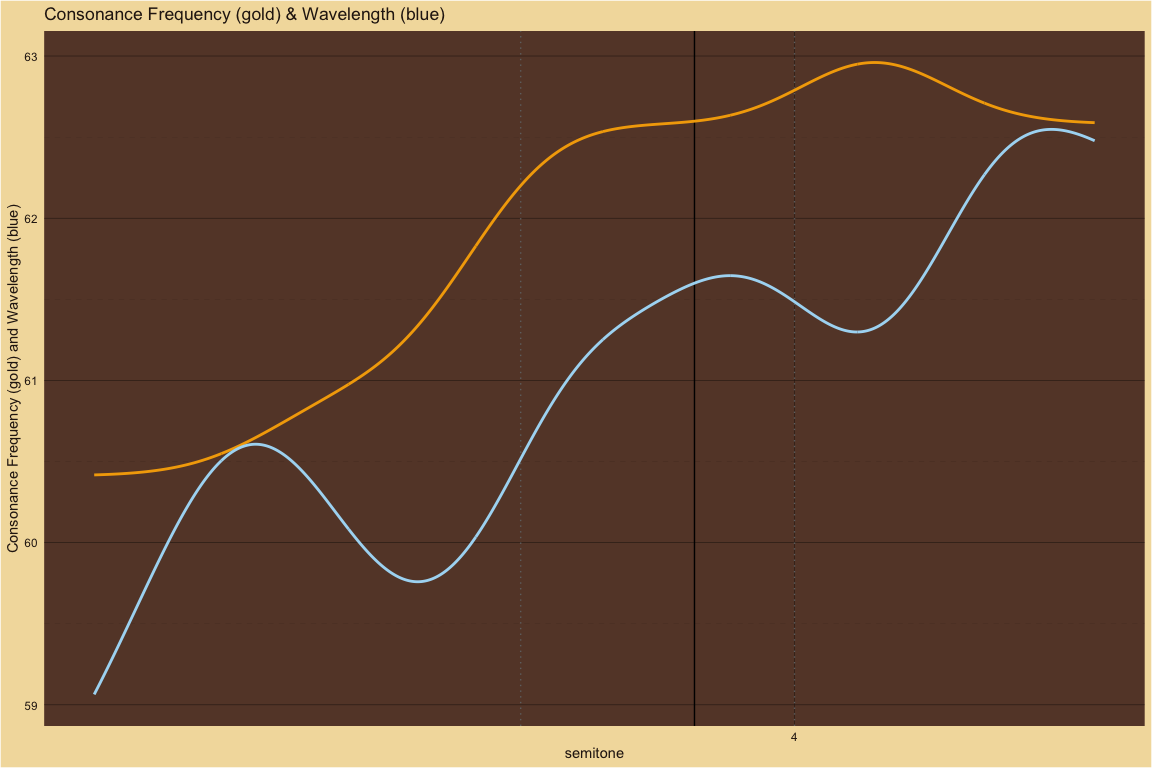 Consonance Frequency (gold) & Wavelength (blue)
Consonance Frequency (gold) and Wavelength (blue)
63
62
61
60
59
4
semitone